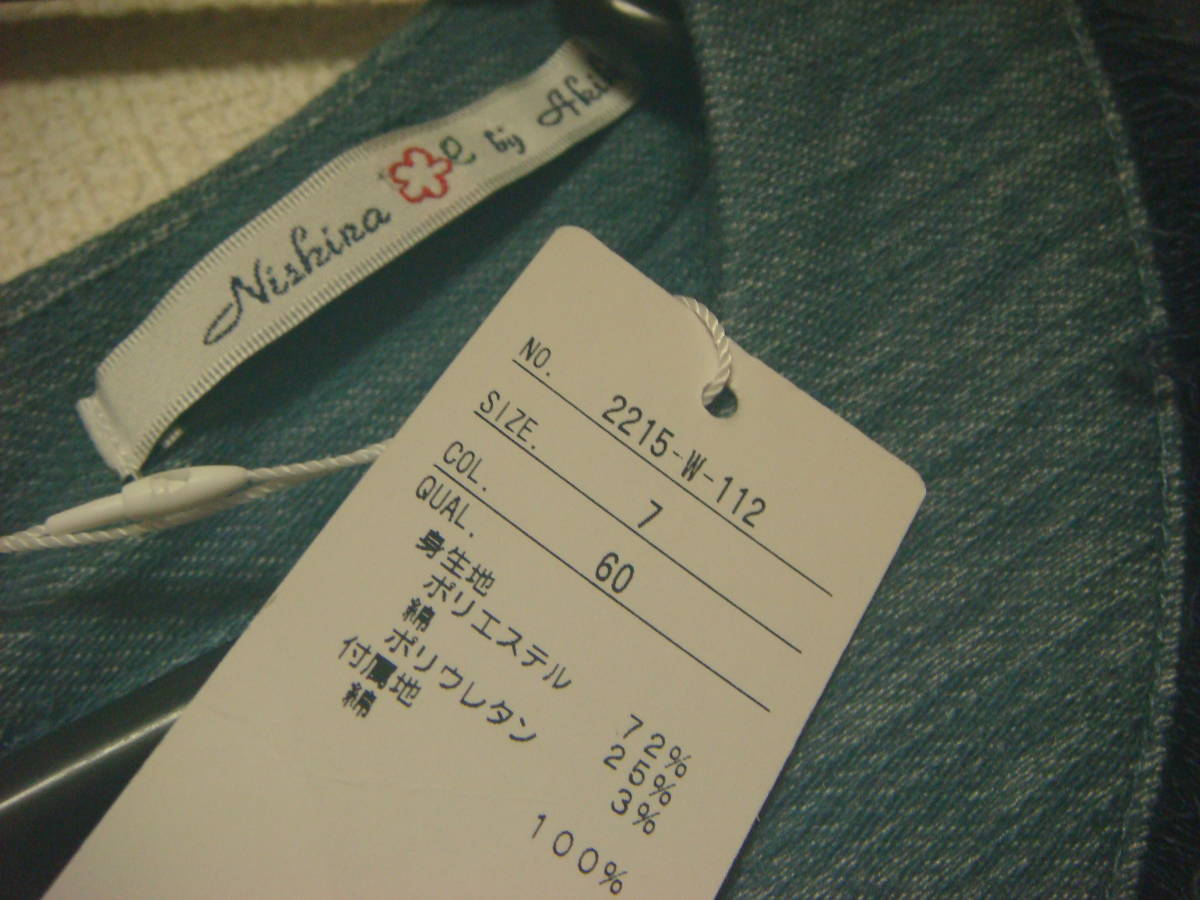 Nishina
by
NO. 2215-W-112
SIZE. 7
COL. 60
QUAL.
身生地
ポリエステル 72%
綿 25%
ポリウレタン 3%
付属地
綿 100%